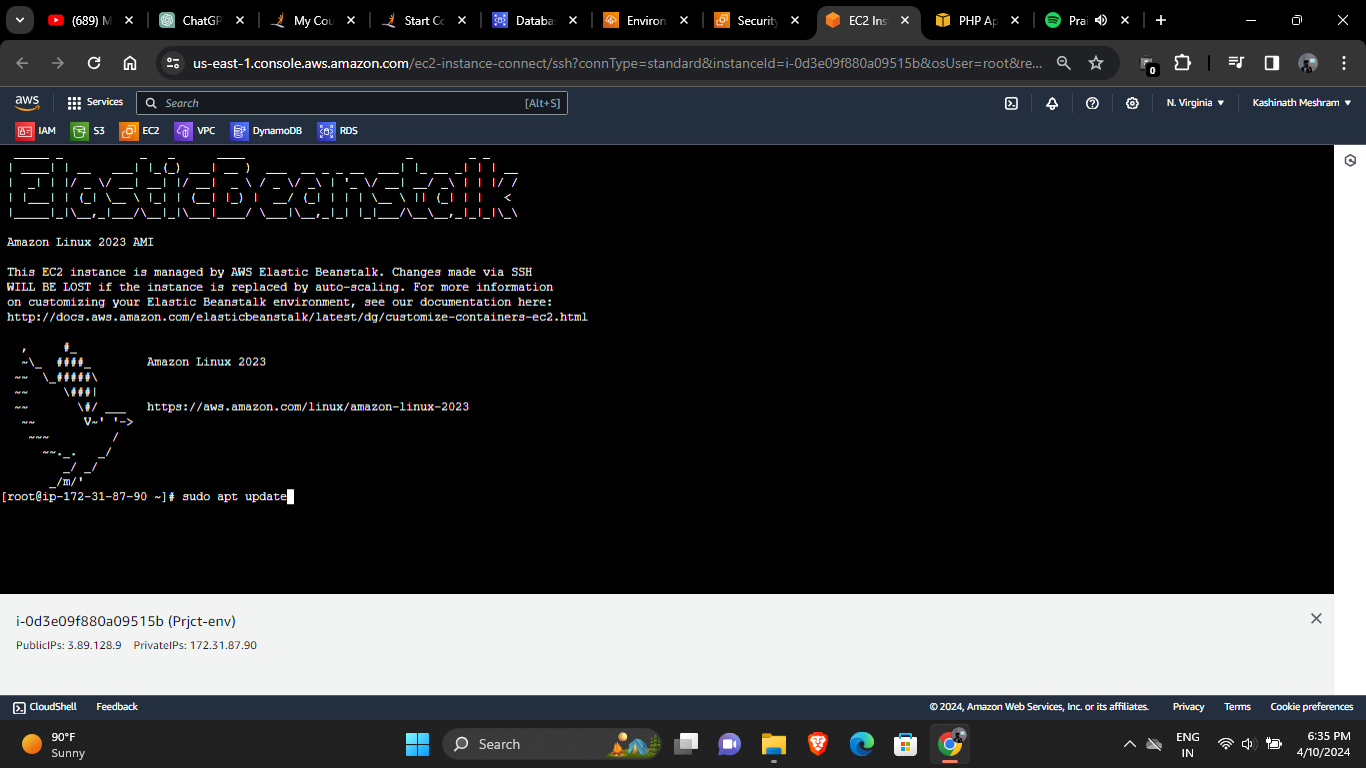 (689) M
ChatGP
My Cou
Start Co
Databa
Environ
Security
EC2 Ins
PHP Ap
Prai
us-east-1.console.aws.amazon.com/ec2-instance-connect/ssh?connType=standard&instanceId=i-0d3e09f880a09515b&osUser=root&re...
0
aws
Services
Search
[Alt+S]
N. Virginia
Kashinath Meshram
IAM
S3
EC2
VPC
DynamoDB
RDS
ElasticBeanstalk
Amazon Linux 2023 AMI
This EC2 instance is managed by AWS Elastic Beanstalk. Changes made via SSH
WILL BE LOST if the instance is replaced by auto-scaling. For more information
on customizing your Elastic Beanstalk environment, see our documentation here:
http://docs.aws.amazon.com/elasticbeanstalk/latest/dg/customize-containers-ec2.html
Amazon Linux 2023
https://aws.amazon.com/linux/amazon-linux-2023
[root@ip-172-31-87-90 ~]# sudo apt update
i-0d3e09f880a09515b (Prjct-env)
PublicIPs: 3.89.128.9 PrivateIPs: 172.31.87.90
CloudShell
Feedback
© 2024, Amazon Web Services, Inc. or its affiliates.
Privacy
Terms
Cookie preferences
90°F
Sunny
Search
ENG
IN
6:35 PM
4/10/2024